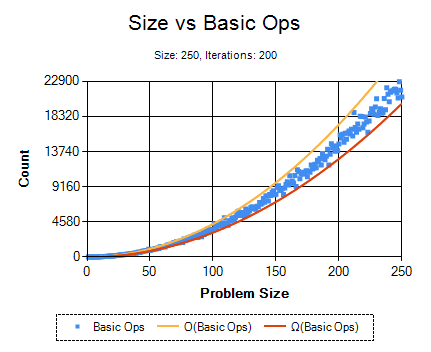 Size vs Basic Ops
Size: 250, Iterations: 200
22900
18320
13740
9160
4580
0
Count
0 50 100 150 200 250
Problem Size
Basic Ops O(Basic Ops) Ω(Basic Ops)